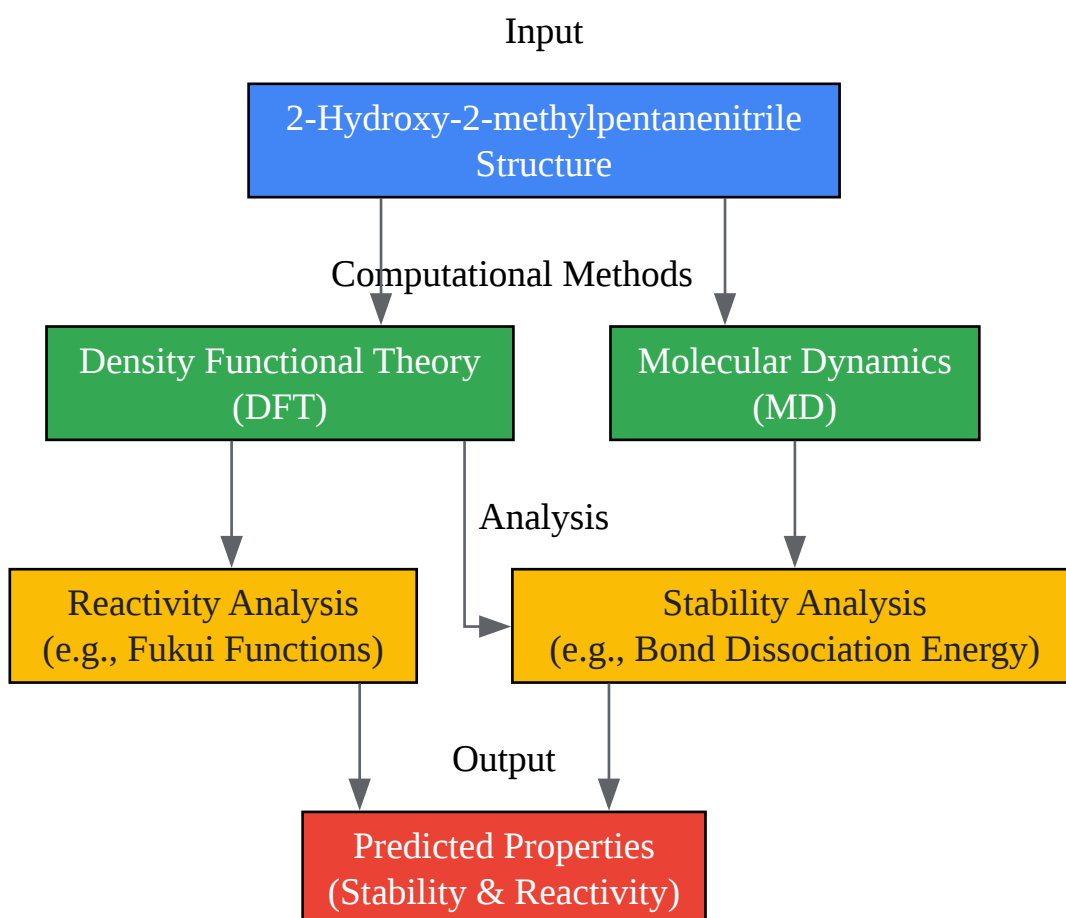 Input
2-Hydroxy-2-methylpentanenitrile
Structure
Computational Methods
Density Functional Theory
(DFT)
Molecular Dynamics
(MD)
Analysis
Reactivity Analysis
(e.g., Fukui Functions)
Stability Analysis
(e.g., Bond Dissociation Energy)
Output
Predicted Properties
(Stability & Reactivity)